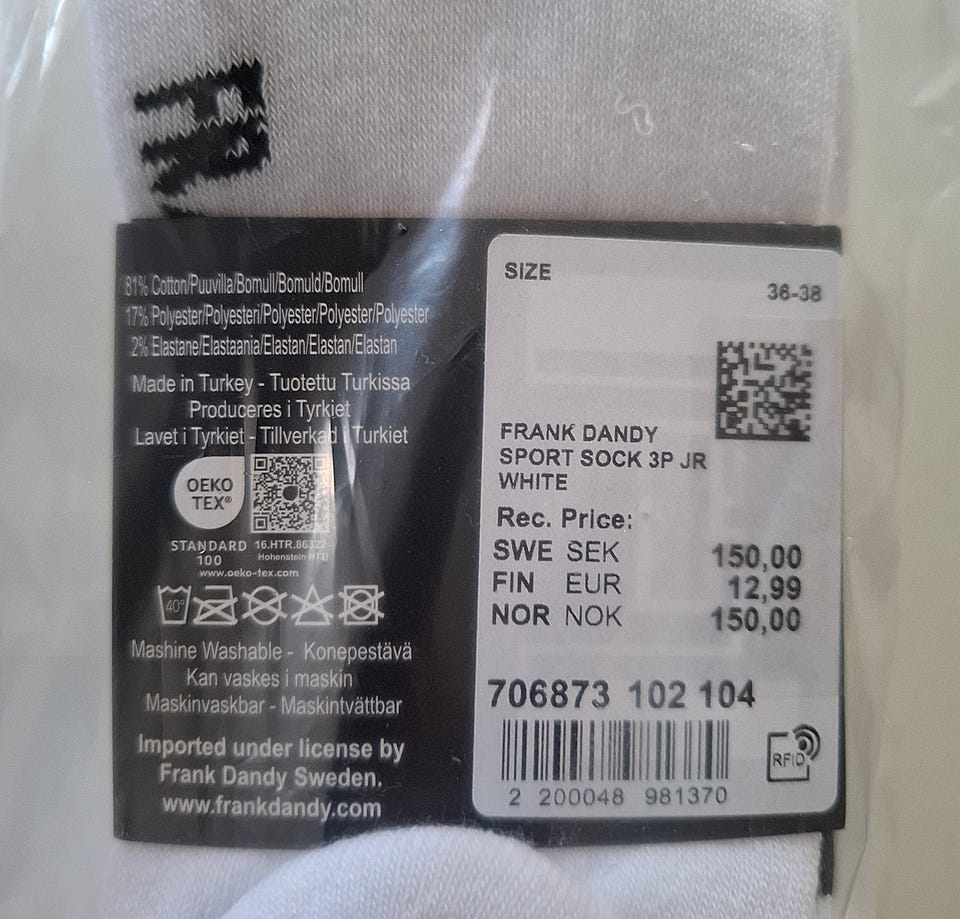 FR
81% Cotton/Puuvilla/Bomull/Bomuld/Bomull
17% Polyester/Polyesteri/Polyester/Polyester/Polyester
2% Elastane/Elastaania/Elastan/Elastan/Elastan
Made in Turkey - Tuotettu Turkissa
Produceres i Tyrkiet
Lavet i Tyrkiet - Tillverkad i Turkiet
OEKO
TEX®
STANDARD
100
16.HTR.86322
Hohenstein HTTI
www.oeko-tex.com
40°
Mashine Washable - Konepestävä
Kan vaskes i maskin
Maskinvaskbar - Maskintvättbar
Imported under license by
Frank Dandy Sweden.
www.frankdandy.com
SIZE
36-38
FRANK DANDY
SPORT SOCK 3P JR
WHITE
Rec. Price:
SWE SEK 150,00
FIN EUR 12,99
NOR NOK 150,00
706873 102 104
RFID
2 200048 981370